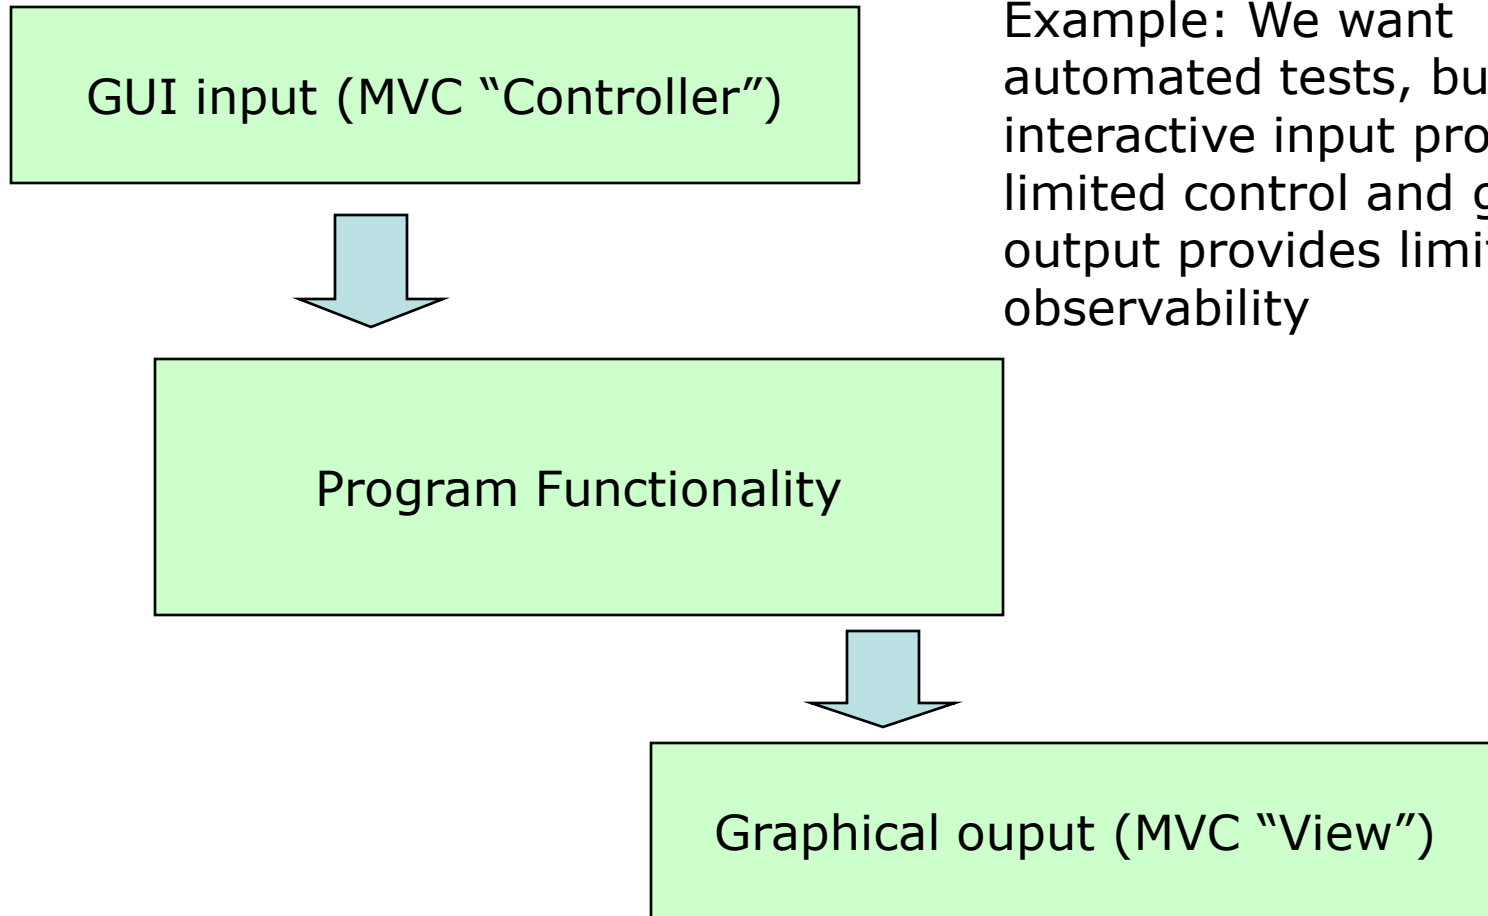 GUI input (MVC “Controller”)
Example: We want
automated tests, bu
interactive input pro
limited control and g
output provides limi
observability
Program Functionality
Graphical ouput (MVC “View”)